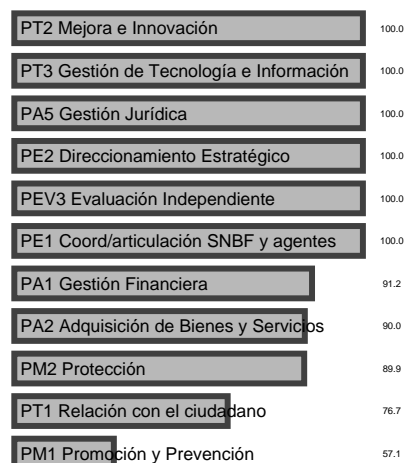 PT2 Mejora e Innovación 100.0
PT3 Gestión de Tecnología e Información 100.0
PA5 Gestión Jurídica 100.0
PE2 Direccionamiento Estratégico 100.0
PEV3 Evaluación Independiente 100.0
PE1 Coord/articulación SNBF y agentes 100.0
PA1 Gestión Financiera 91.2
PA2 Adquisición de Bienes y Servicios 90.0
PM2 Protección 89.9
PT1 Relación con el ciudadano 76.7
PM1 Promoción y Prevención 57.1